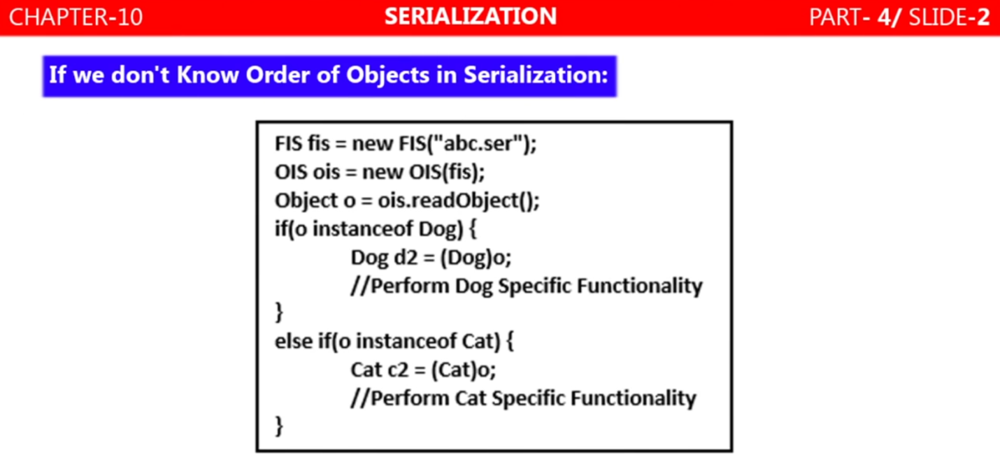 CHAPTER-10 SERIALIZATION PART- 4/ SLIDE-2
If we don't Know Order of Objects in Serialization:
FIS fis = new FIS("abc.ser");
OIS ois = new OIS(fis);
Object o = ois.readObject();
if(o instanceof Dog) {
Dog d2 = (Dog)o;
//Perform Dog Specific Functionality
}
else if(o instanceof Cat) {
Cat c2 = (Cat)o;
//Perform Cat Specific Functionality
}